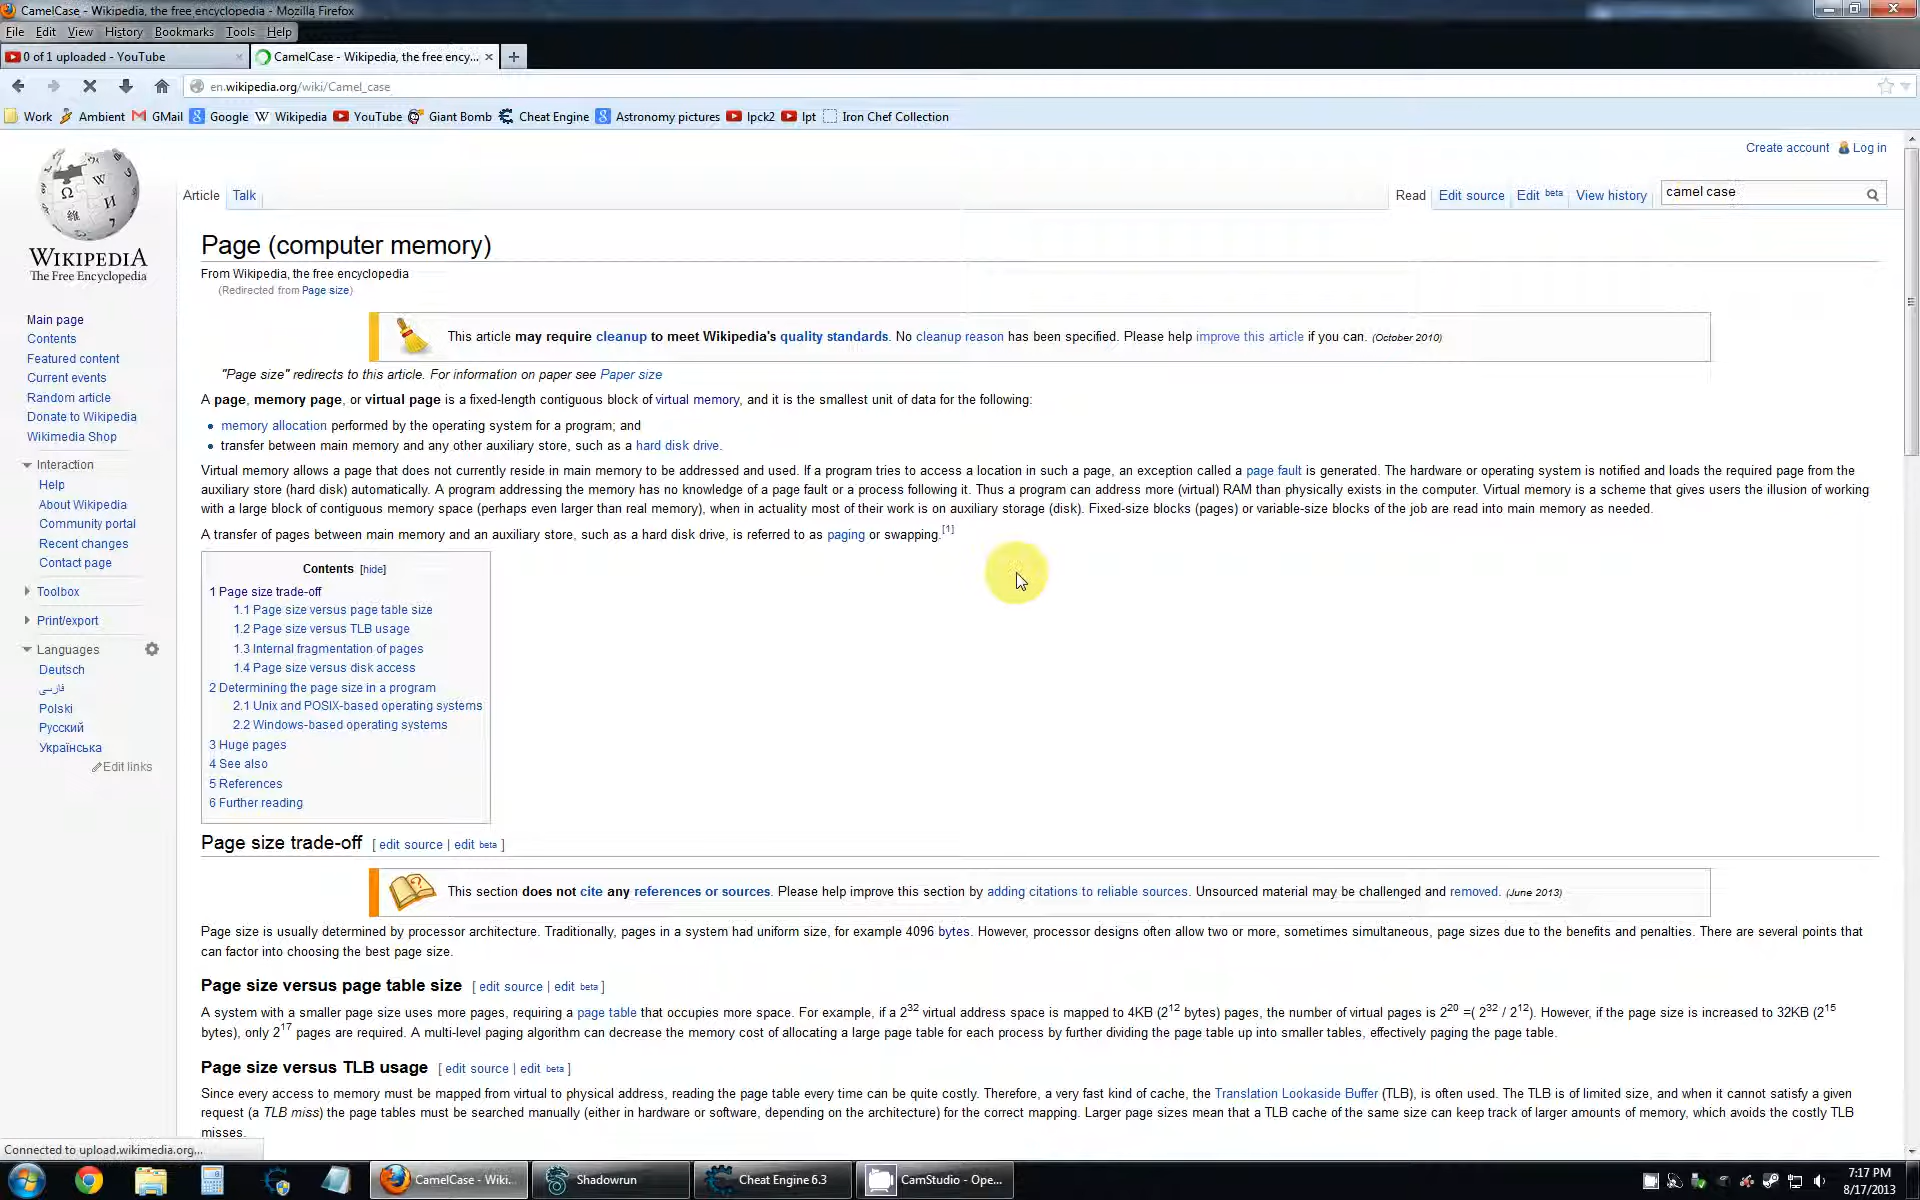 CamelCase - Wikipedia, the free encyclopedia - Mozilla Firefox
File Edit View History Bookmarks Tools Help
0 of 1 uploaded - YouTube
CamelCase - Wikipedia, the free ency...
en.wikipedia.org/wiki/Camel_case
Work Ambient GMail Google Wikipedia YouTube Giant Bomb Cheat Engine Astronomy pictures lpck2 lpt Iron Chef Collection
Create account Log in
Article Talk
Read Edit source Edit beta View history camel case
WIKIPEDIA
The Free Encyclopedia
Main page
Contents
Featured content
Current events
Random article
Donate to Wikipedia
Wikimedia Shop
Interaction
Help
About Wikipedia
Community portal
Recent changes
Contact page
Toolbox
Print/export
Languages
Deutsch
فارسی
Polski
Русский
Українська
Edit links
Page (computer memory)
From Wikipedia, the free encyclopedia
(Redirected from Page size)
This article may require cleanup to meet Wikipedia's quality standards. No cleanup reason has been specified. Please help improve this article if you can. (October 2010)
"Page size" redirects to this article. For information on paper see Paper size
A page, memory page, or virtual page is a fixed-length contiguous block of virtual memory, and it is the smallest unit of data for the following:
memory allocation performed by the operating system for a program; and
transfer between main memory and any other auxiliary store, such as a hard disk drive.
Virtual memory allows a page that does not currently reside in main memory to be addressed and used. If a program tries to access a location in such a page, an exception called a page fault is generated. The hardware or operating system is notified and loads the required page from the
auxiliary store (hard disk) automatically. A program addressing the memory has no knowledge of a page fault or a process following it. Thus a program can address more (virtual) RAM than physically exists in the computer. Virtual memory is a scheme that gives users the illusion of working
with a large block of contiguous memory space (perhaps even larger than real memory), when in actuality most of their work is on auxiliary storage (disk). Fixed-size blocks (pages) or variable-size blocks of the job are read into main memory as needed.
A transfer of pages between main memory and an auxiliary store, such as a hard disk drive, is referred to as paging or swapping.[1]
Contents [hide]
1 Page size trade-off
1.1 Page size versus page table size
1.2 Page size versus TLB usage
1.3 Internal fragmentation of pages
1.4 Page size versus disk access
2 Determining the page size in a program
2.1 Unix and POSIX-based operating systems
2.2 Windows-based operating systems
3 Huge pages
4 See also
5 References
6 Further reading
Page size trade-off [ edit source | edit beta ]
This section does not cite any references or sources. Please help improve this section by adding citations to reliable sources. Unsourced material may be challenged and removed. (June 2013)
Page size is usually determined by processor architecture. Traditionally, pages in a system had uniform size, for example 4096 bytes. However, processor designs often allow two or more, sometimes simultaneous, page sizes due to the benefits and penalties. There are several points that
can factor into choosing the best page size.
Page size versus page table size [ edit source | edit beta ]
A system with a smaller page size uses more pages, requiring a page table that occupies more space. For example, if a 2³² virtual address space is mapped to 4KB (2¹² bytes) pages, the number of virtual pages is 2²⁰ =( 2³² / 2¹²). However, if the page size is increased to 32KB (2¹⁵
bytes), only 2¹⁷ pages are required. A multi-level paging algorithm can decrease the memory cost of allocating a large page table for each process by further dividing the page table up into smaller tables, effectively paging the page table.
Page size versus TLB usage [ edit source | edit beta ]
Since every access to memory must be mapped from virtual to physical address, reading the page table every time can be quite costly. Therefore, a very fast kind of cache, the Translation Lookaside Buffer (TLB), is often used. The TLB is of limited size, and when it cannot satisfy a given
request (a TLB miss) the page tables must be searched manually (either in hardware or software, depending on the architecture) for the correct mapping. Larger page sizes mean that a TLB cache of the same size can keep track of larger amounts of memory, which avoids the costly TLB
misses.
Connected to upload.wikimedia.org...
CamelCase - Wiki... Shadowrun Cheat Engine 6.3 CamStudio - Ope...
7:17 PM
8/17/2013